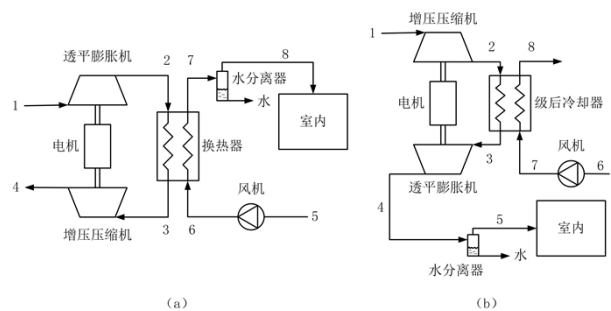 透平膨胀机
2
7
8
水分离器
水
1
电机
换热器
室内
4
增压压缩机
3
6
风机
5
(a)
增压压缩机
1
2
8
电机
级后冷却器
风机
3
7
6
透平膨胀机
4
5
室内
水
水分离器
(b)